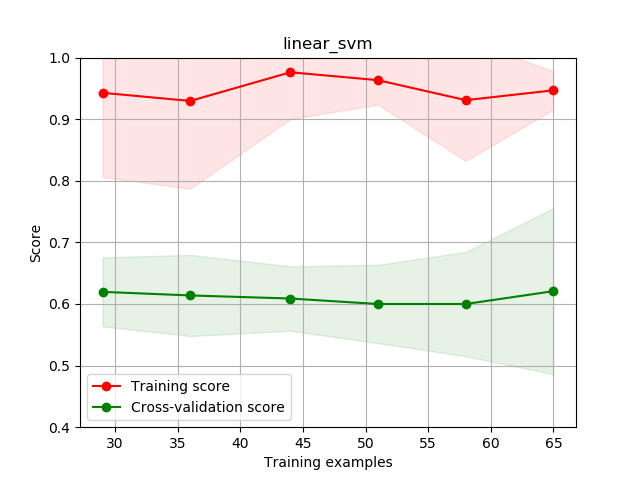 linear_svm
1.0
0.9
0.8
0.7
0.6
0.5
0.4
Score
Training score
Cross-validation score
30 35 40 45 50 55 60 65
Training examples